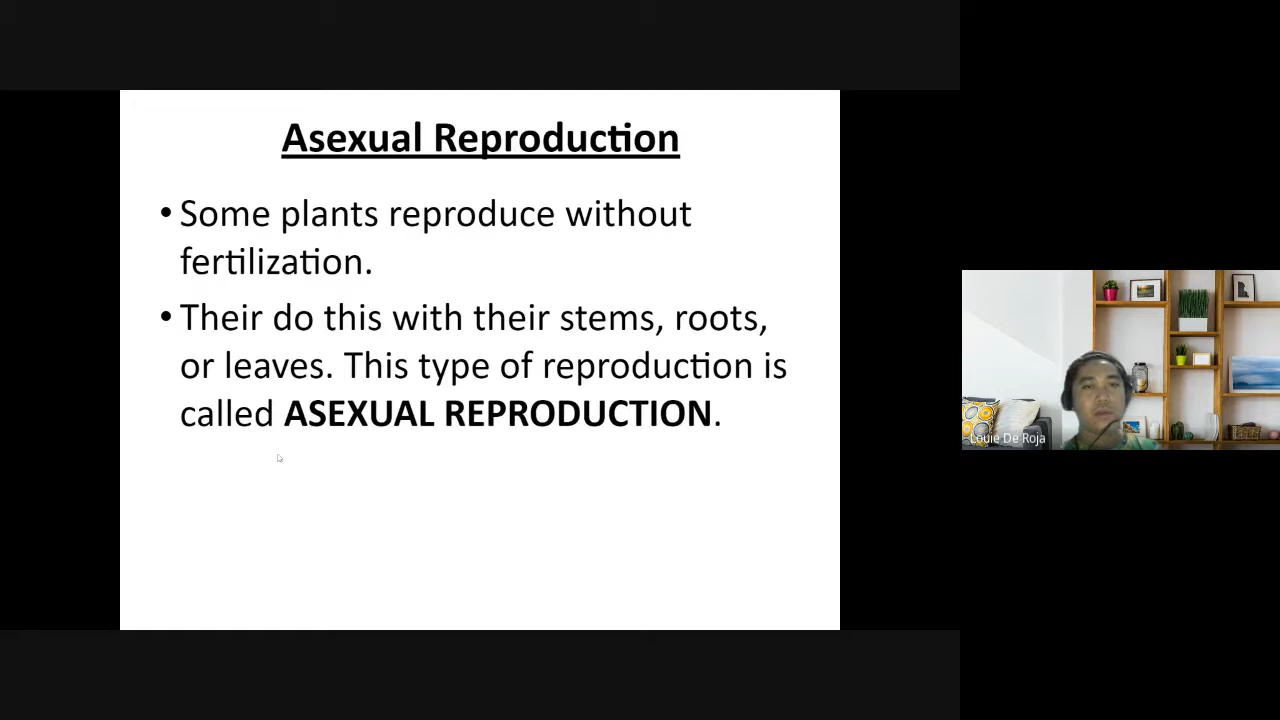 Asexual Reproduction
• Some plants reproduce without
fertilization.
• Their do this with their stems, roots,
or leaves. This type of reproduction is
called ASEXUAL REPRODUCTION.
Louie De Roja